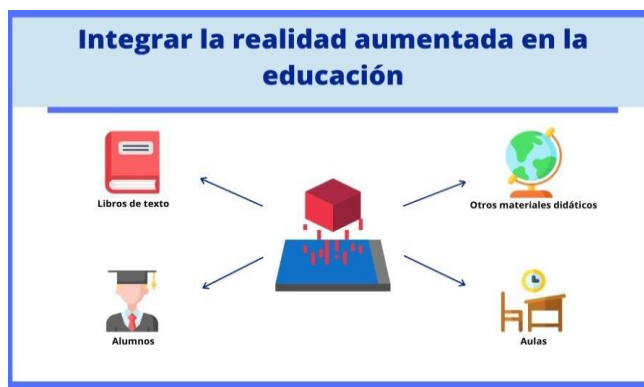 Integrar la realidad aumentada en la
educación
Libros de texto
Otros materiales didáticos
Alumnos
Aulas